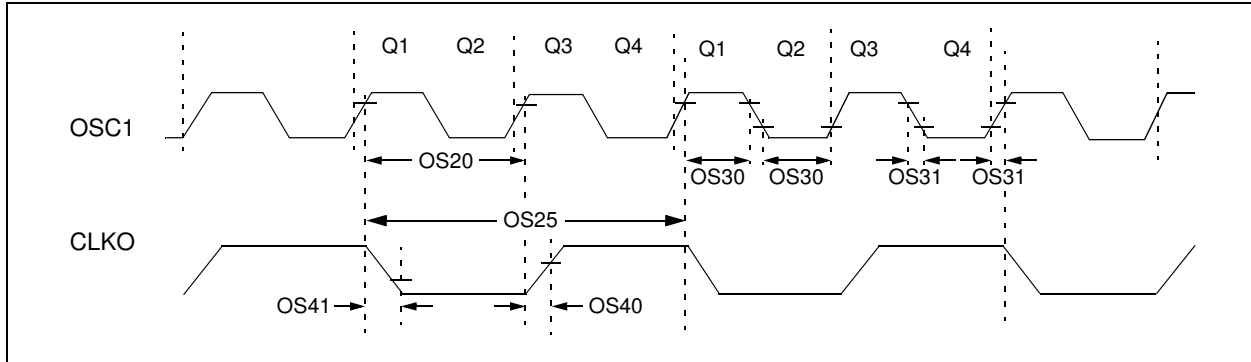 Q1 Q2 Q3 Q4 Q1 Q2 Q3 Q4
OSC1
OS20
OS30 OS30 OS31 OS31
OS25
CLKO
OS41 OS40